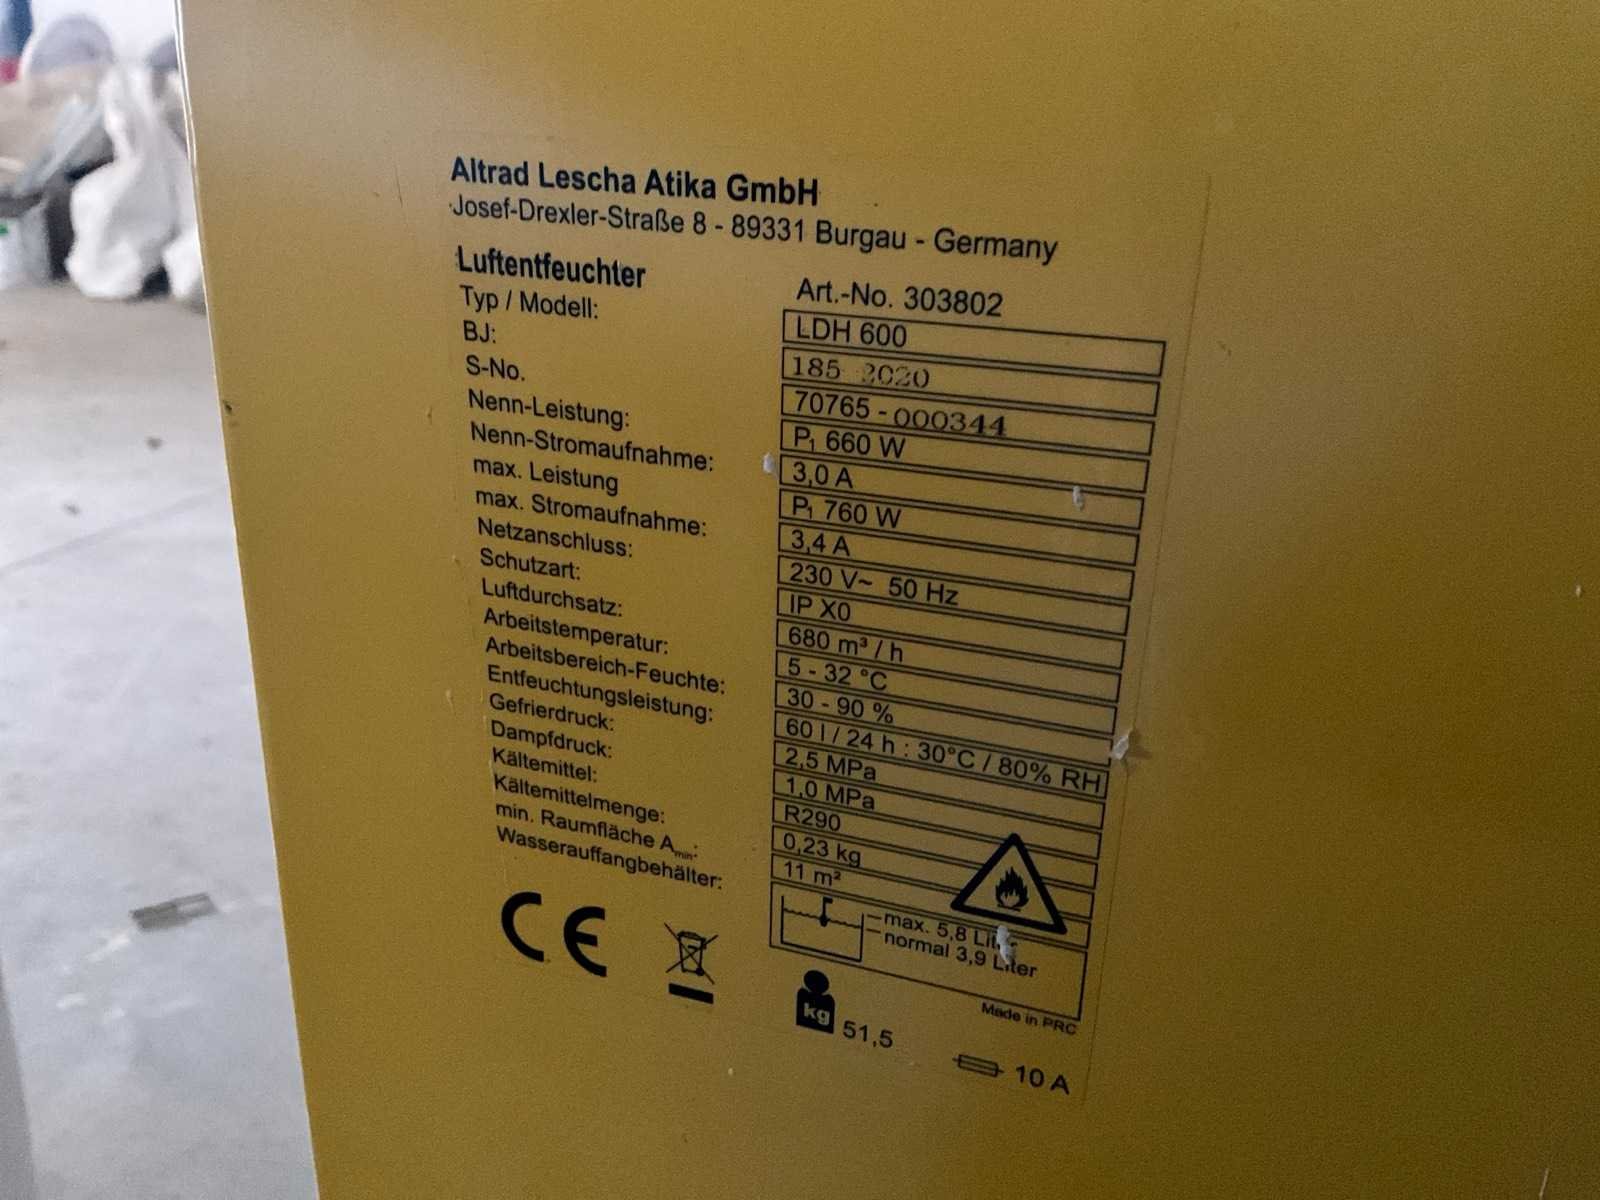 Altrad Lescha Atika GmbH
Josef-Drexler-Straße 8 - 89331 Burgau - Germany
Luftentfeuchter Art.-No. 303802
Typ / Modell: LDH 600
BJ: 185 2020
S-No. 70765 - 000344
Nenn-Leistung: P₁ 660 W
Nenn-Stromaufnahme: 3,0 A
max. Leistung P₁ 760 W
max. Stromaufnahme: 3,4 A
Netzanschluss: 230 V~ 50 Hz
Schutzart: IP X0
Luftdurchsatz: 680 m³ / h
Arbeitstemperatur: 5 - 32 °C
Arbeitsbereich-Feuchte: 30 - 90 %
Entfeuchtungsleistung: 60 l / 24 h : 30°C / 80% RH
Gefrierdruck: 2,5 MPa
Dampfdruck: 1,0 MPa
Kältemittel: R290
Kältemittelmenge: 0,23 kg
min. Raumfläche Amin: 11 m²
Wasserauffangbehälter: max. 5,8 Liter
normal 3,9 Liter
Made in PRC
CE
kg 51,5
10 A